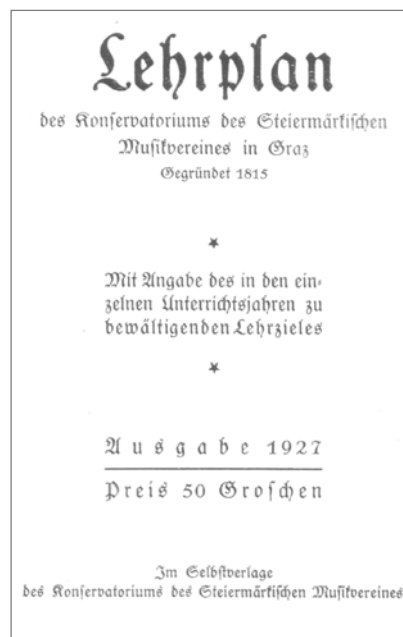 Lehrplan
des Konservatoriums des Steiermärkischen
Musikvereines in Graz
Gegründet 1815
*
Mit Angabe des in den ein-
zelnen Unterrichtsjahren zu
bewältigenden Lehrzieles
*
Ausgabe 1927
Preis 50 Groschen
Im Selbstverlage
des Konservatoriums des Steiermärkischen Musikvereines